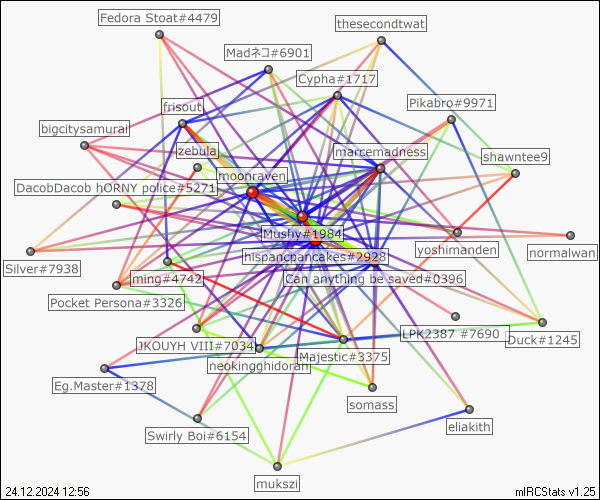 Fedora Stoat#4479
thesecondtwat
Madネコ#6901
Cypha#1717
Pikabro#9971
frisout
bigcitysamurai
zebula
marcemadness
shawntee9
moonraven
DacobDacob hORNY police#5271
Mushy#1984
yoshimanden
normalwan
hispancpancakes#2928
Silver#7938
ming#4742
Can anything be saved#0396
Pocket Persona#3326
LPK2387 #7690
Duck#1245
JKOUYH VIII#7034
Majestic#3375
neokingghidorah
Eg.Master#1378
somass
eliakith
Swirly Boi#6154
mukszi
24.12.2024 12:56
mIRCStats v1.25